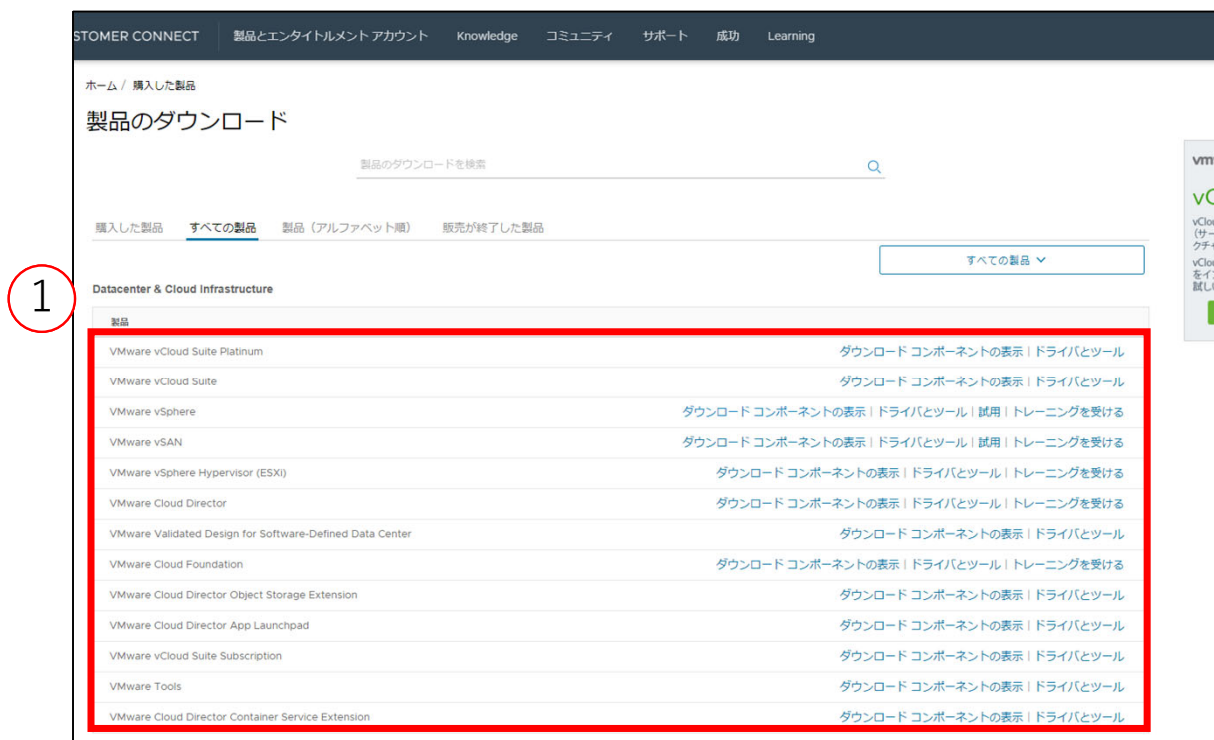 STOMER CONNECT 製品とエンタイトルメント アカウント Knowledge コミュニティ サポート 成功 Learning
ホーム / 購入した製品
製品のダウンロード
製品のダウンロードを検索
購入した製品 すべての製品 製品（アルファベット順） 販売が終了した製品
すべての製品
1
Datacenter & Cloud Infrastructure
製品
VMware vCloud Suite Platinum ダウンロード コンポーネントの表示 | ドライバとツール
VMware vCloud Suite ダウンロード コンポーネントの表示 | ドライバとツール
VMware vSphere ダウンロード コンポーネントの表示 | ドライバとツール | 試用 | トレーニングを受ける
VMware vSAN ダウンロード コンポーネントの表示 | ドライバとツール | 試用 | トレーニングを受ける
VMware vSphere Hypervisor (ESXi) ダウンロード コンポーネントの表示 | ドライバとツール | トレーニングを受ける
VMware Cloud Director ダウンロード コンポーネントの表示 | ドライバとツール | トレーニングを受ける
VMware Validated Design for Software-Defined Data Center ダウンロード コンポーネントの表示 | ドライバとツール
VMware Cloud Foundation ダウンロード コンポーネントの表示 | ドライバとツール | トレーニングを受ける
VMware Cloud Director Object Storage Extension ダウンロード コンポーネントの表示 | ドライバとツール
VMware Cloud Director App Launchpad ダウンロード コンポーネントの表示 | ドライバとツール
VMware vCloud Suite Subscription ダウンロード コンポーネントの表示 | ドライバとツール
VMware Tools ダウンロード コンポーネントの表示 | ドライバとツール
VMware Cloud Director Container Service Extension ダウンロード コンポーネントの表示 | ドライバとツール